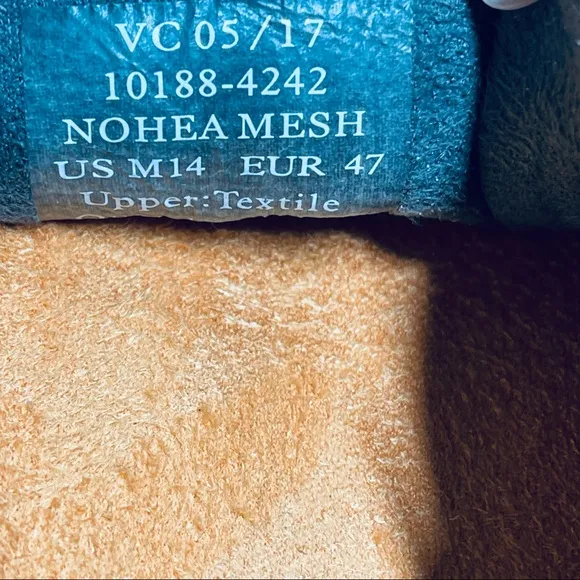 VC 05/17
10188-4242
NOHEA MESH
US M14 EUR 47
Upper:Textile